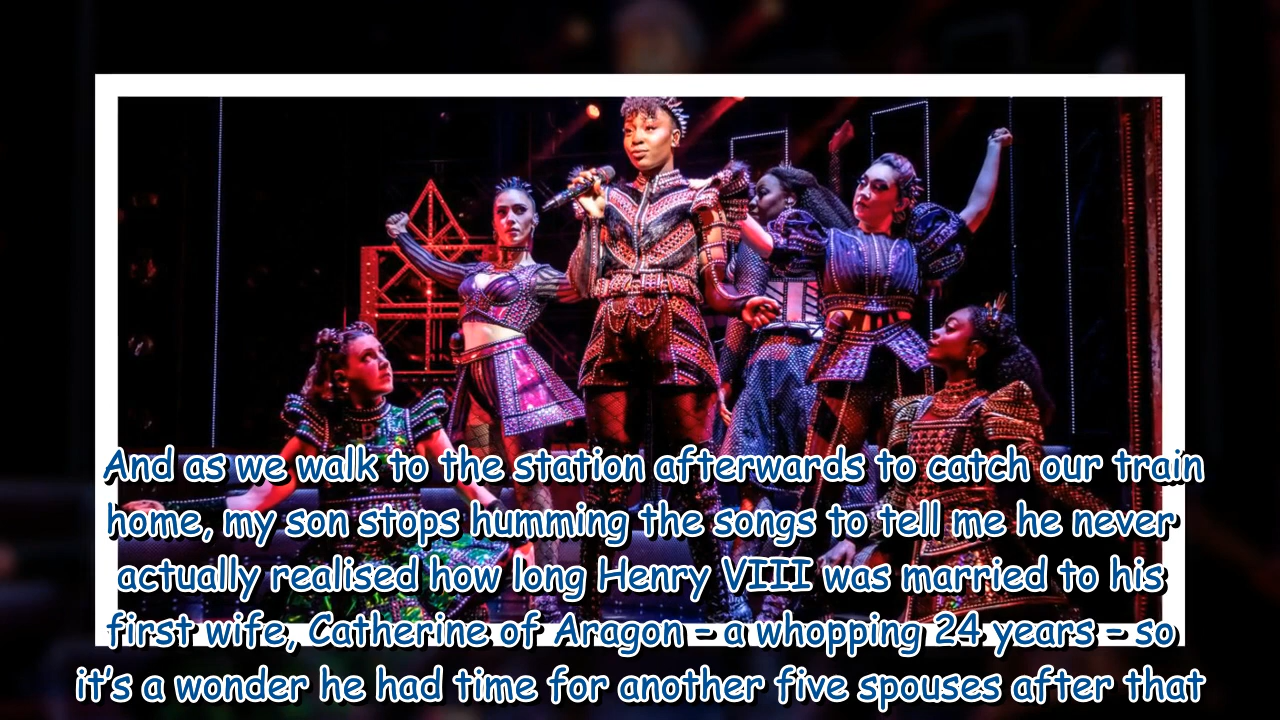 And as we walk to the station afterwards to catch our train
home, my son stops humming the songs to tell me he never
actually realised how long Henry VIII was married to his
first wife, Catherine of Aragon – a whopping 24 years – so
it's a wonder he had time for another five spouses after that